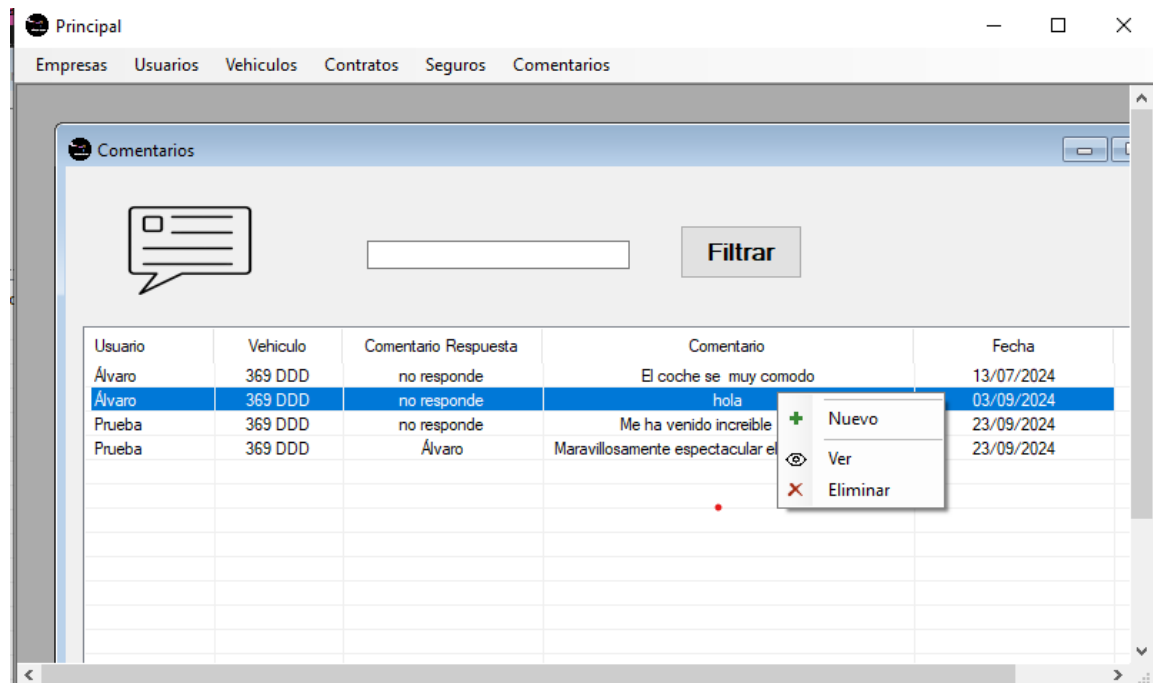 Principal
Empresas Usuarios Vehiculos Contratos Seguros Comentarios
Comentarios
Filtrar
Usuario Vehiculo Comentario Respuesta Comentario Fecha
Álvaro 369 DDD no responde El coche se muy comodo 13/07/2024
Álvaro 369 DDD no responde hola 03/09/2024
Prueba 369 DDD no responde Me ha venido increible 23/09/2024
Prueba 369 DDD Álvaro Maravillosamente espectacular el 23/09/2024
Nuevo
Ver
Eliminar